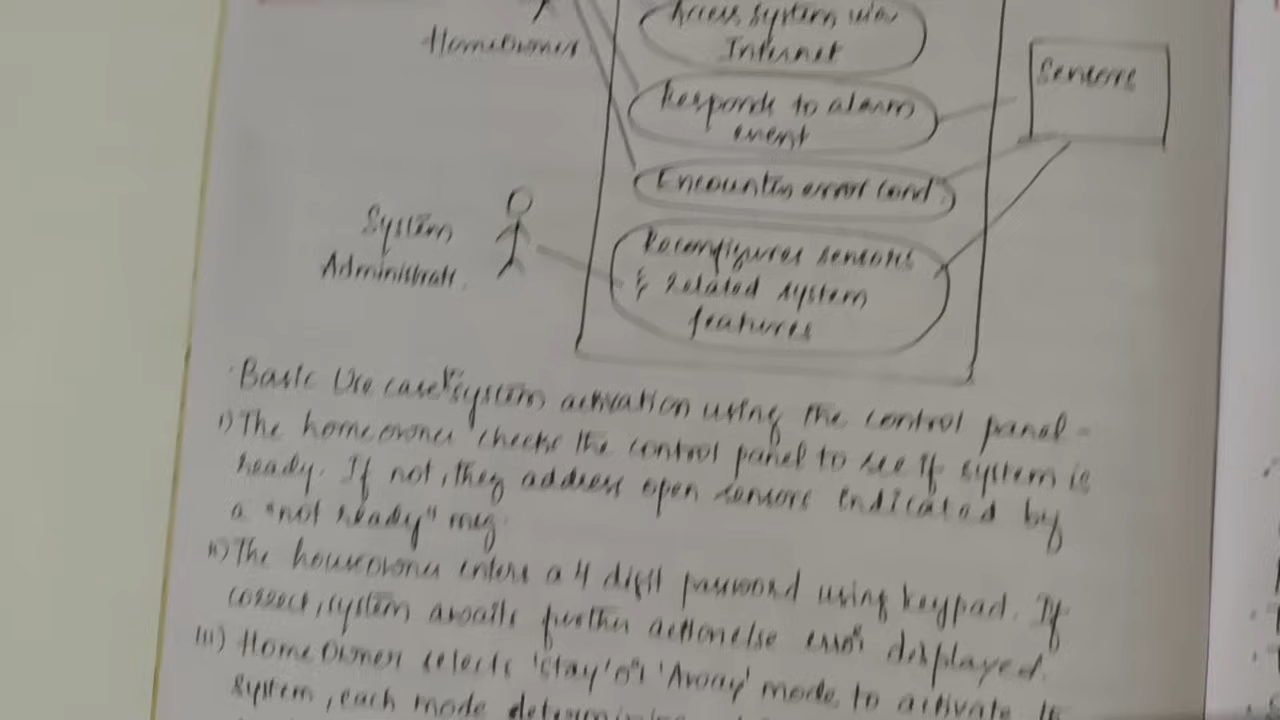 Access system via
Internet
Homeowner
Sensors
Responds to alarm
event
Encounters error cond.
System
Administrat.
Reconfigures sensors
& related system
features
Basic Use case "system activation using the control panel -
i) The homeowner checks the control panel to see if system is
ready. If not, they address open sensors indicated by
a "not ready" msg.
ii) The houseowner enters a 4 digit password using keypad. If
correct, system awaits further action else error displayed.
iii) Home Owner selects 'stay' or 'Away' mode to activate
system, each mode